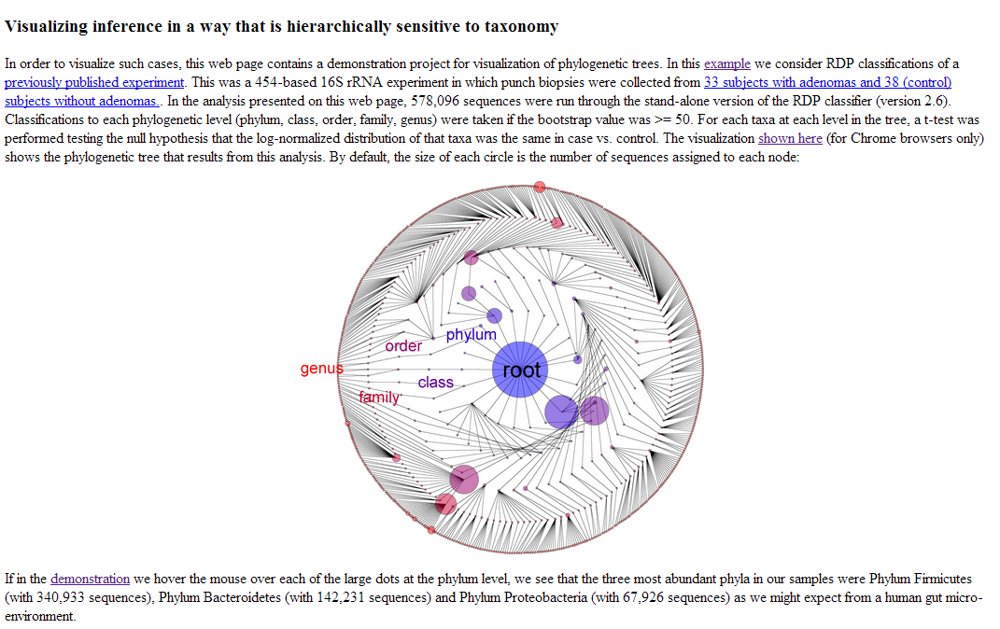 Visualizing inference in a way that is hierarchically sensitive to taxonomy
In order to visualize such cases, this web page contains a demonstration project for visualization of phylogenetic trees. In this example we consider RDP classifications of a
previously published experiment. This was a 454-based 16S rRNA experiment in which punch biopsies were collected from 33 subjects with adenomas and 38 (control)
subjects without adenomas.. In the analysis presented on this web page, 578,096 sequences were run through the stand-alone version of the RDP classifier (version 2.6).
Classifications to each phylogenetic level (phylum, class, order, family, genus) were taken if the bootstrap value was >= 50. For each taxa at each level in the tree, a t-test was
performed testing the null hypothesis that the log-normalized distribution of that taxa was the same in case vs. control. The visualization shown here (for Chrome browsers only)
shows the phylogenetic tree that results from this analysis. By default, the size of each circle is the number of sequences assigned to each node:
phylum
order
genus
root
class
family
If in the demonstration we hover the mouse over each of the large dots at the phylum level, we see that the three most abundant phyla in our samples were Phylum Firmicutes
(with 340,933 sequences), Phylum Bacteroidetes (with 142,231 sequences) and Phylum Proteobacteria (with 67,926 sequences) as we might expect from a human gut micro-
environment.